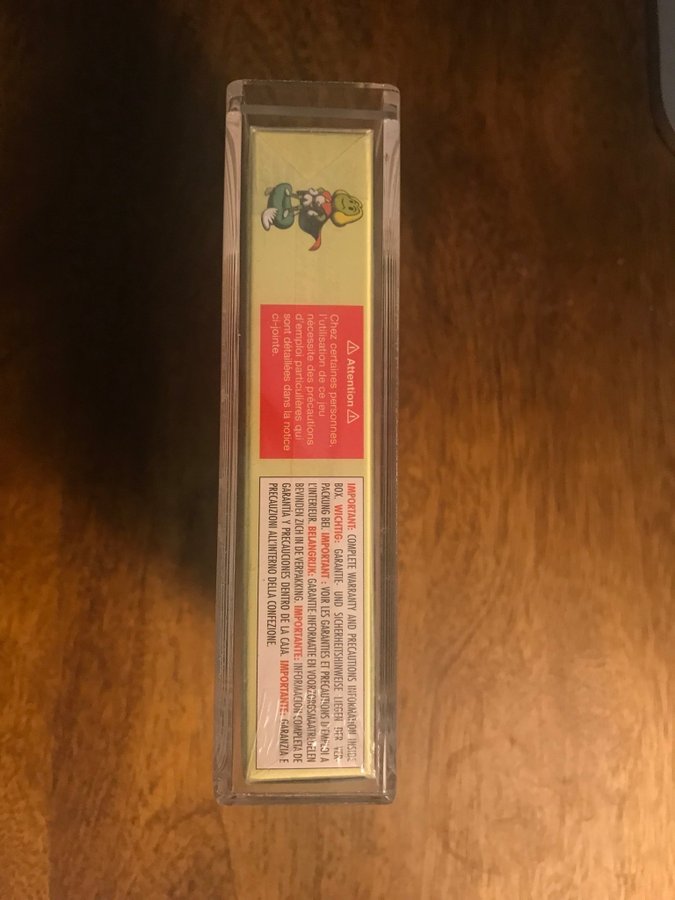 ⚠ Attention ⚠
Chez certaines personnes,
l'utilisation de ce jeu
nécessite des précautions
d'emploi particulières qui
sont détaillées dans la notice
ci-jointe.
IMPORTANT: COMPLETE WARRANTY AND PRECAUTIONS INFORMATION INSIDE
BOX. WICHTIG: GARANTIE- UND SICHERHEITSHINWEISE LIEGEN DER VER-
PACKUNG BEI. IMPORTANT : VOIR LES GARANTIES ET PRECAUTIONS D'EMPLOI A
L'INTERIEUR. BELANGRIJK: GARANTIE-INFORMATIE EN VOORZORGSMAATREGELEN
BEVINDEN ZICH IN DE VERPAKKING. IMPORTANTE: INFORMACION COMPLETA DE
GARANTIA Y PRECAUCIONES DENTRO DE LA CAJA. IMPORTANTE: GARANZIA E
PRECAUZIONI ALL'INTERNO DELLA CONFEZIONE.